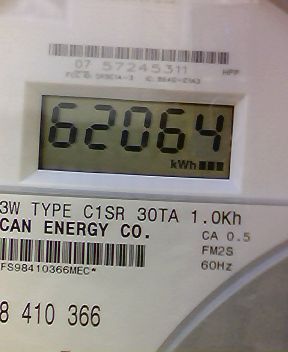 07 57245311 HPF
62064
kWh
3W TYPE C1SR 30TA 1.0Kh
CAN ENERGY CO.
CA 0.5
FM2S
FS98410366MEC*
60Hz
8 410 366